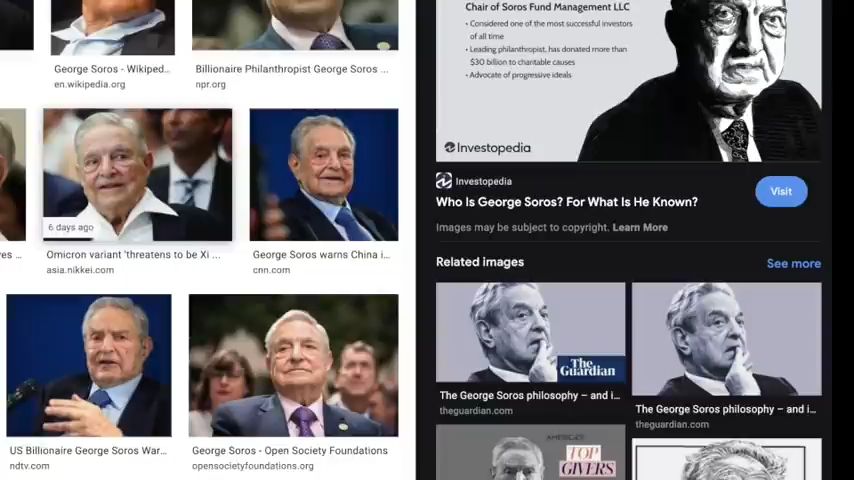 George Soros - Wikiped...
en.wikipedia.org
Billionaire Philanthropist George Soros ...
npr.org
6 days ago
ves ...
Omicron variant 'threatens to be Xi ...
asia.nikkei.com
George Soros warns China i...
cnn.com
US Billionaire George Soros War...
ndtv.com
George Soros - Open Society Foundations
opensocietyfoundations.org
Chair of Soros Fund Management LLC
• Considered one of the most successful investors
of all time
• Leading philanthropist, has donated more than
$30 billion to charitable causes
• Advocate of progressive ideals
Investopedia
Investopedia
Who Is George Soros? For What Is He Known?
Visit
Images may be subject to copyright. Learn More
Related images
See more
The Guardian
The George Soros philosophy – and i...
theguardian.com
The George Soros philosophy – and i...
theguardian.com
AMERICA'S
TOP
GIVERS